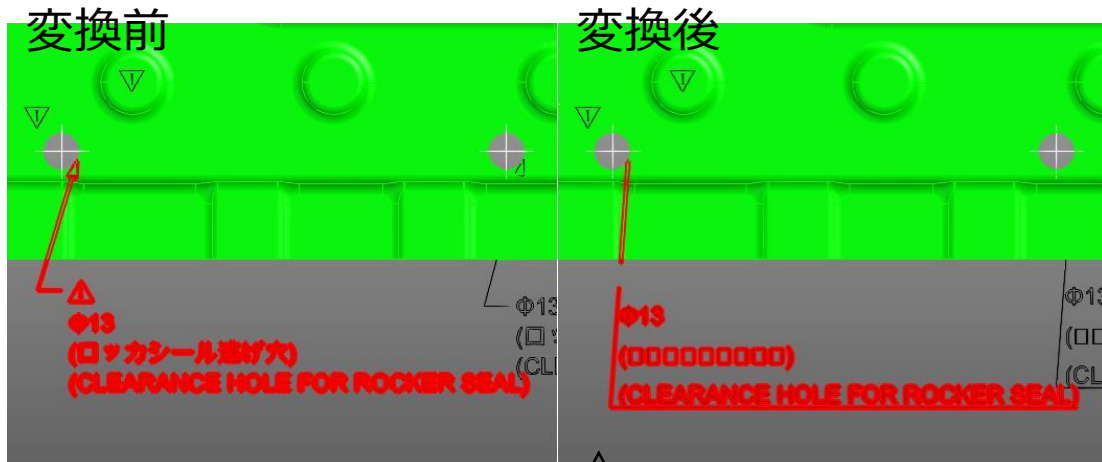 変換前
Φ13
(ロッカシール逃げ穴)
(CLEARANCE HOLE FOR ROCKER SEAL)
Φ13
変換後
Φ13
(□□□□□□□□□)
(CLEARANCE HOLE FOR ROCKER SEAL)
Φ13
(□□
(CL